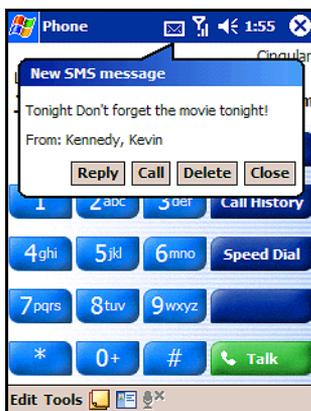 Phone 1:55
Cingular
New SMS message
Tonight Don't forget the movie tonight!
From: Kennedy, Kevin
Reply Call Delete Close
1 2abc 3def Call History
4ghi 5jkl 6mno Speed Dial
7pqrs 8tuv 9wxyz
* 0+ # Talk
Edit Tools